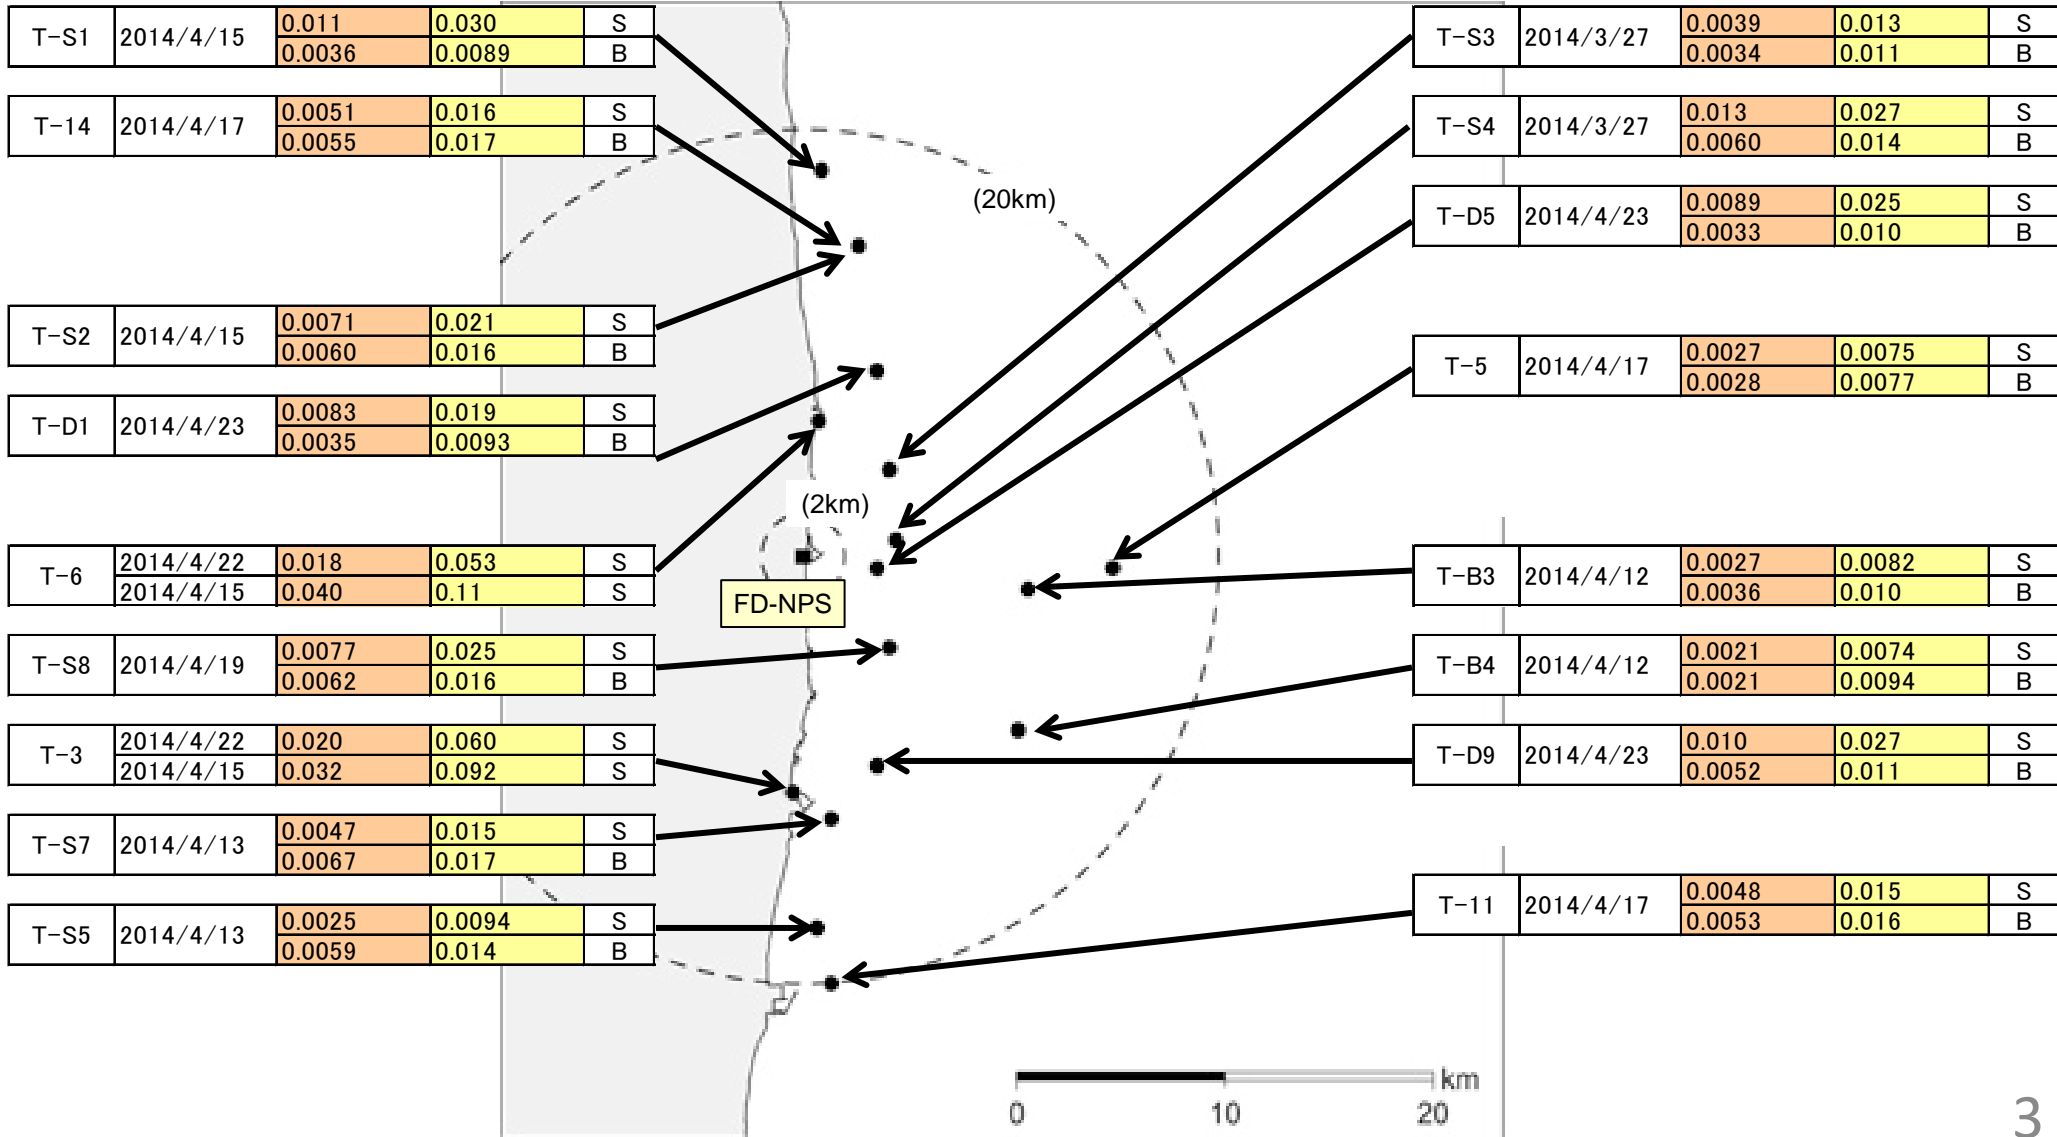 T-S1 2014/4/15 0.011 0.030 S
0.0036 0.0089 B
T-14 2014/4/17 0.0051 0.016 S
0.0055 0.017 B
T-S2 2014/4/15 0.0071 0.021 S
0.0060 0.016 B
T-D1 2014/4/23 0.0083 0.019 S
0.0035 0.0093 B
T-6 2014/4/22 0.018 0.053 S
2014/4/15 0.040 0.11 S
T-S8 2014/4/19 0.0077 0.025 S
0.0062 0.016 B
T-3 2014/4/22 0.020 0.060 S
2014/4/15 0.032 0.092 S
T-S7 2014/4/13 0.0047 0.015 S
0.0067 0.017 B
T-S5 2014/4/13 0.0025 0.0094 S
0.0059 0.014 B
(20km)
(2km)
FD-NPS
T-S3 2014/3/27 0.0039 0.013 S
0.0034 0.011 B
T-S4 2014/3/27 0.013 0.027 S
0.0060 0.014 B
T-D5 2014/4/23 0.0089 0.025 S
0.0033 0.010 B
T-5 2014/4/17 0.0027 0.0075 S
0.0028 0.0077 B
T-B3 2014/4/12 0.0027 0.0082 S
0.0036 0.010 B
T-B4 2014/4/12 0.0021 0.0074 S
0.0021 0.0094 B
T-D9 2014/4/23 0.010 0.027 S
0.0052 0.011 B
T-11 2014/4/17 0.0048 0.015 S
0.0053 0.016 B
km
0 10 20
3